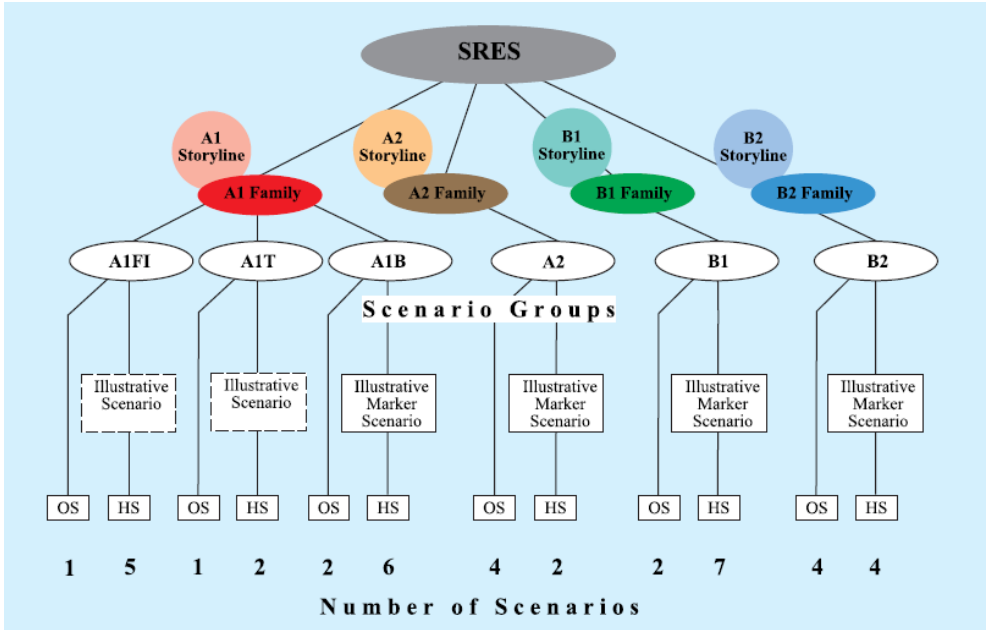 SRES
A1
Storyline
A2
Storyline
B1
Storyline
B2
Storyline
A1 Family
A2 Family
B1 Family
B2 Family
A1FI
A1T
A1B
A2
B1
B2
Scenario Groups
Illustrative
Scenario
Illustrative
Scenario
Illustrative
Marker
Scenario
Illustrative
Marker
Scenario
Illustrative
Marker
Scenario
Illustrative
Marker
Scenario
OS HS OS HS OS HS OS HS OS HS OS HS
1 5 1 2 2 6 4 2 2 7 4 4
Number of Scenarios